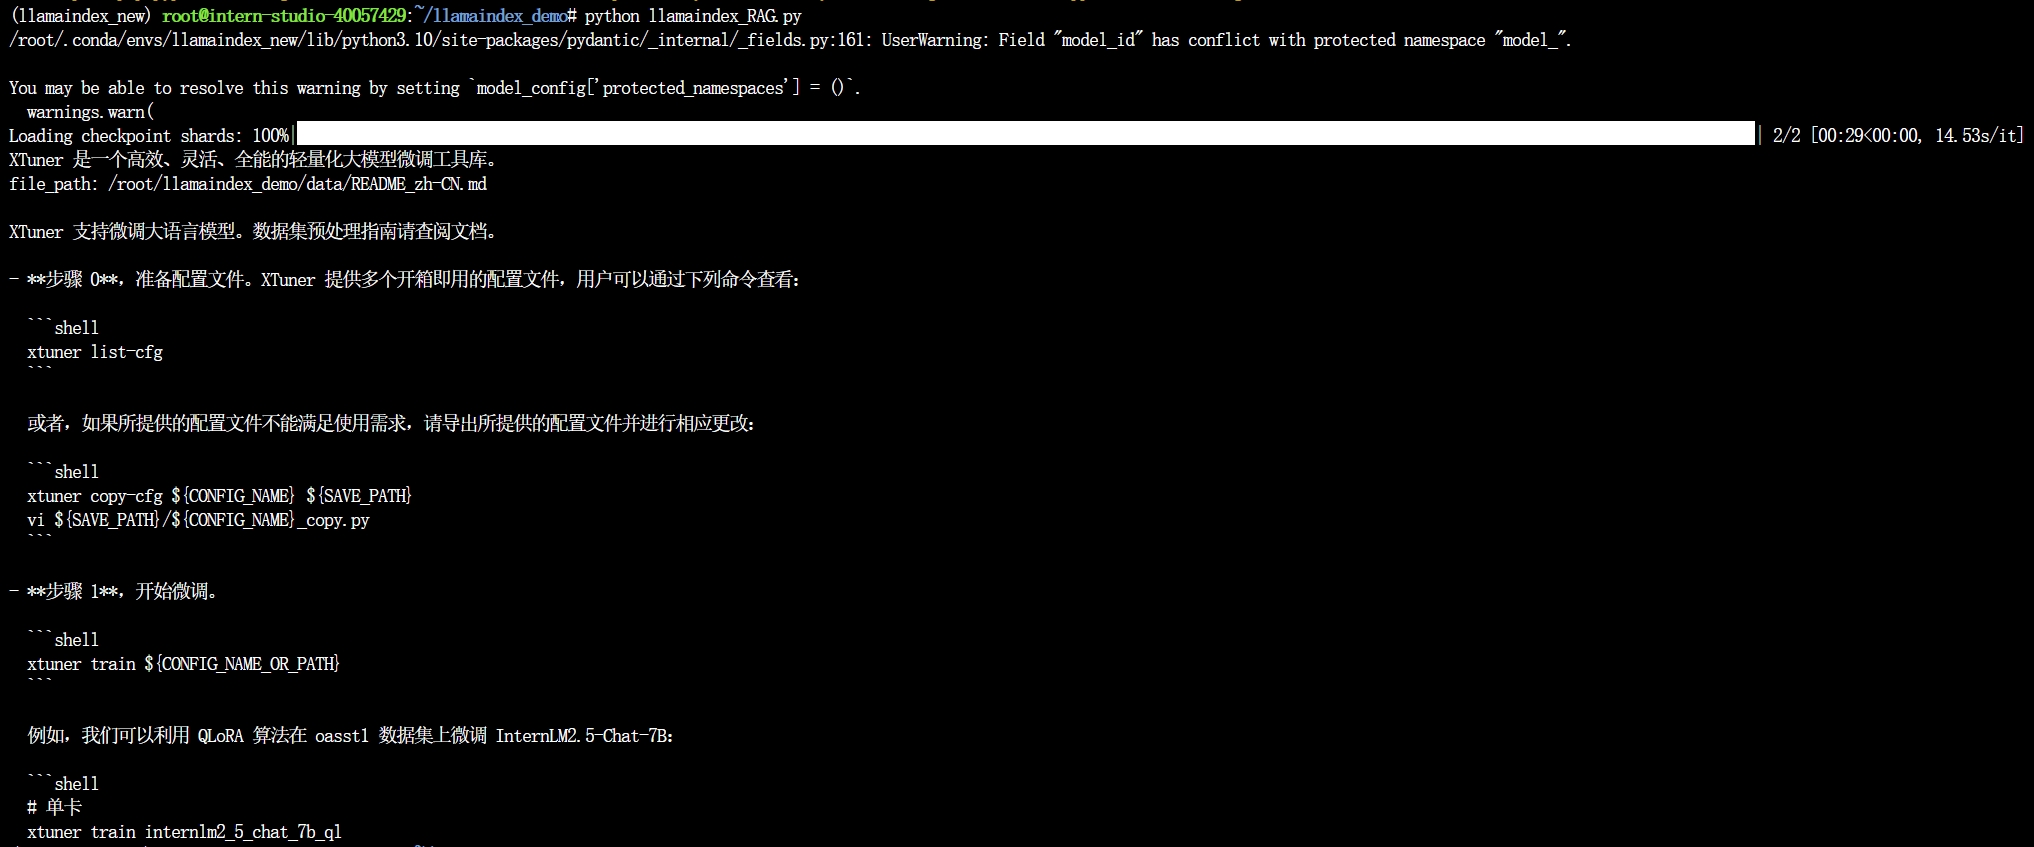 (llamaindex_new) root@intern-studio-40057429:~/llamaindex_demo# python llamaindex_RAG.py
/root/.conda/envs/llamaindex_new/lib/python3.10/site-packages/pydantic/_internal/_fields.py:161: UserWarning: Field "model_id" has conflict with protected namespace "model_".
You may be able to resolve this warning by setting `model_config['protected_namespaces'] = ()`.
warnings.warn(
Loading checkpoint shards: 100%| | 2/2 [00:29<00:00, 14.53s/it]
XTuner 是一个高效、灵活、全能的轻量化大模型微调工具库。
file_path: /root/llamaindex_demo/data/README_zh-CN.md
XTuner 支持微调大语言模型。数据集预处理指南请查阅文档。
- **步骤 0**，准备配置文件。XTuner 提供多个开箱即用的配置文件，用户可以通过下列命令查看：
```shell
xtuner list-cfg
```
或者，如果所提供的配置文件不能满足使用需求，请导出所提供的配置文件并进行相应更改：
```shell
xtuner copy-cfg ${CONFIG_NAME} ${SAVE_PATH}
vi ${SAVE_PATH}/${CONFIG_NAME}_copy.py
```
- **步骤 1**，开始微调。
```shell
xtuner train ${CONFIG_NAME_OR_PATH}
```
例如，我们可以利用 QLoRA 算法在 oasst1 数据集上微调 InternLM2.5-Chat-7B：
```shell
# 单卡
xtuner train internlm2_5_chat_7b_ql